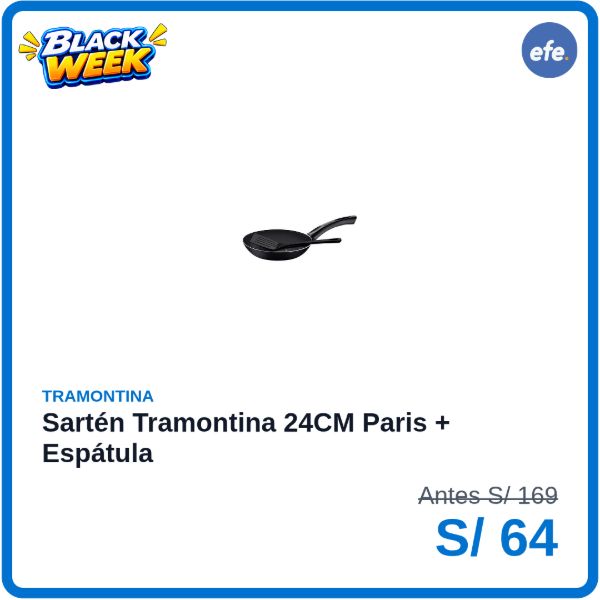 BLACK
WEEK
efe.
TRAMONTINA
Sartén Tramontina 24CM Paris +
Espátula
Antes S/ 169
S/ 64